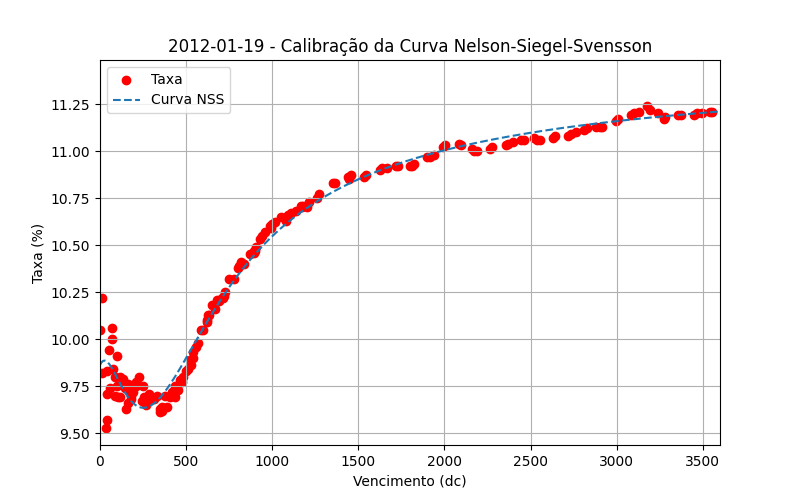 2012-01-19 - Calibração da Curva Nelson-Siegel-Svensson
Taxa
Curva NSS
Taxa (%)
11.25
11.00
10.75
10.50
10.25
10.00
9.75
9.50
0 500 1000 1500 2000 2500 3000 3500
Vencimento (dc)